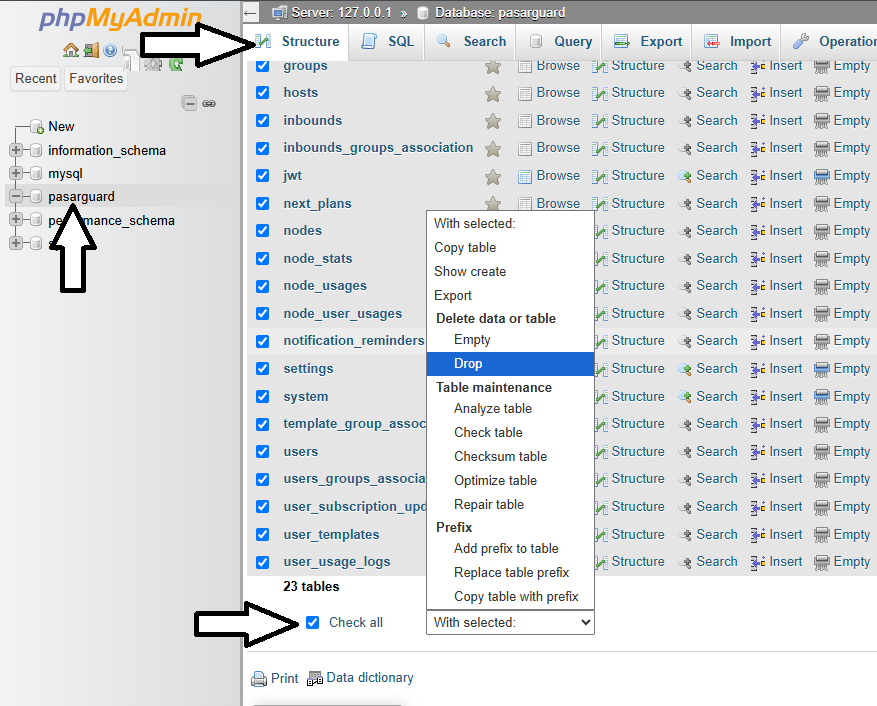 phpMyAdmin
Recent Favorites
New
information_schema
mysql
pasarguard
performance_schema
Server: 127.0.0.1 » Database: pasarguard
Structure SQL Search Query Export Import
groups Browse Structure Search Insert Empty
hosts Browse Structure Search Insert Empty
inbounds Browse Structure Search Insert Empty
inbounds_groups_association Browse Structure Search Insert Empty
jwt Browse Structure Search Insert Empty
next_plans Browse Structure Search Insert Empty
nodes Structure Search Insert Empty
node_stats Structure Search Insert Empty
node_usages Structure Search Insert Empty
node_user_usages Structure Search Insert Empty
notification_reminders Structure Search Insert Empty
settings Structure Search Insert Empty
system Structure Search Insert Empty
template_group_assoc Structure Search Insert Empty
users Structure Search Insert Empty
users_groups_associa Structure Search Insert Empty
user_subscription_upd Structure Search Insert Empty
user_templates Structure Search Insert Empty
user_usage_logs Structure Search Insert Empty
With selected:
Copy table
Show create
Export
Delete data or table
Empty
Drop
Table maintenance
Analyze table
Check table
Checksum table
Optimize table
Repair table
Prefix
Add prefix to table
Replace table prefix
Copy table with prefix
23 tables
Check all With selected:
Print Data dictionary